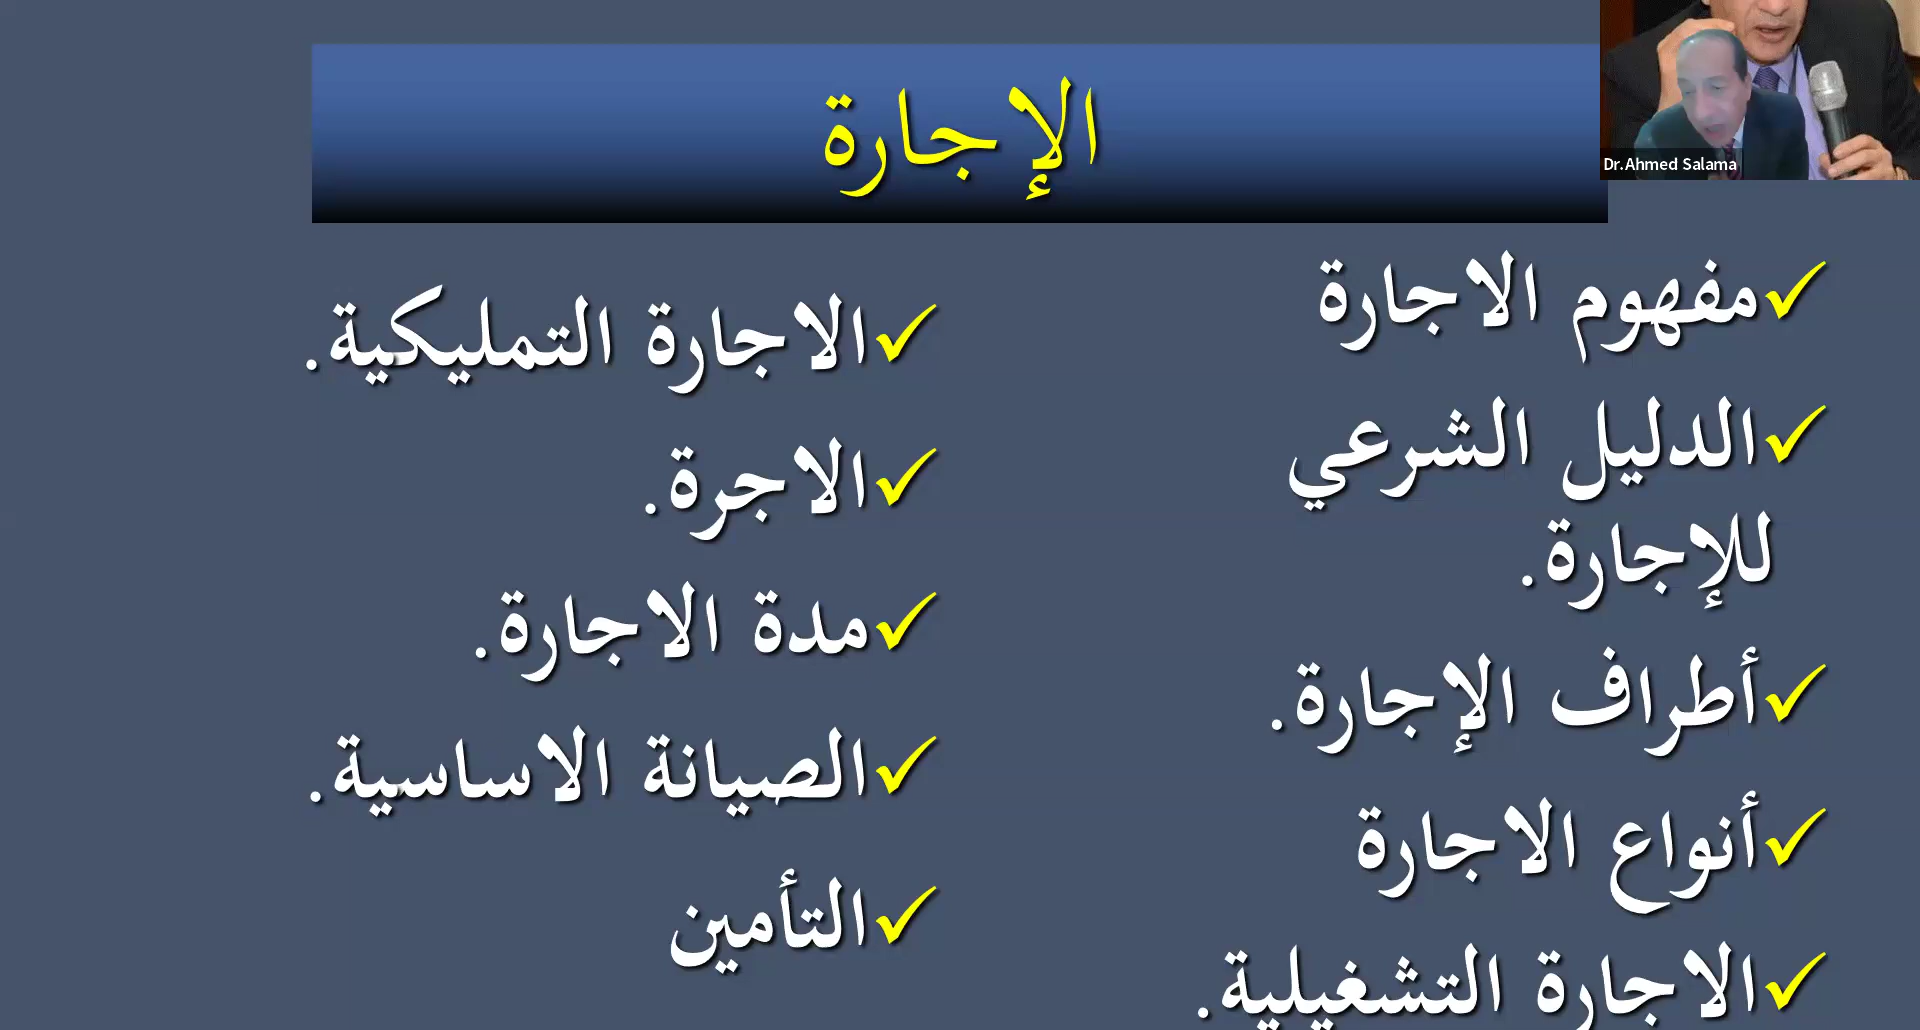 الإجارة
Dr.Ahmed Salama
مفهوم الاجارة
الدليل الشرعي
للإجارة.
أطراف الإجارة.
أنواع الاجارة
الاجارة التشغيلية.
الاجارة التمليكية.
الاجرة.
مدة الاجارة.
الصيانة الاساسية.
التأمين